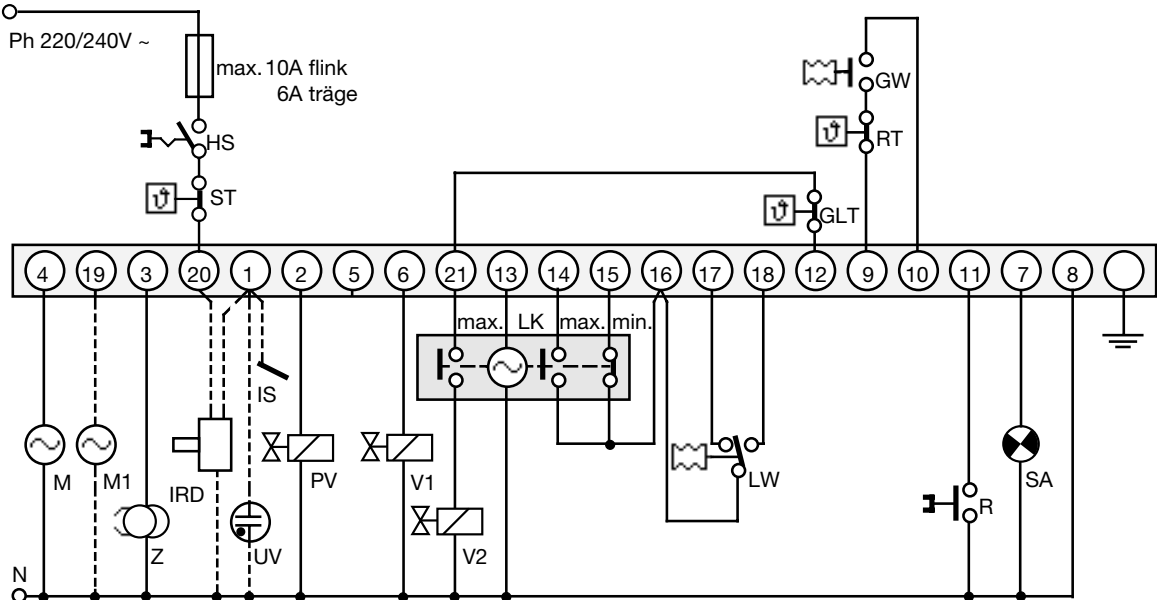 Ph 220/240V ~
max. 10A flink
6A träge
HS
ST
GW
RT
GLT
4 19 3 20 1 2 5 6 21 13 14 15 16 17 18 12 9 10 11 7 8
max. LK max. min.
IS
M M1 IRD PV V1 LW SA
R
Z UV V2
N